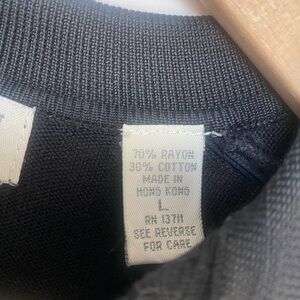 70% RAYON
30% COTTON
MADE IN
HONG KONG
L
RN 13711
SEE REVERSE
FOR CARE